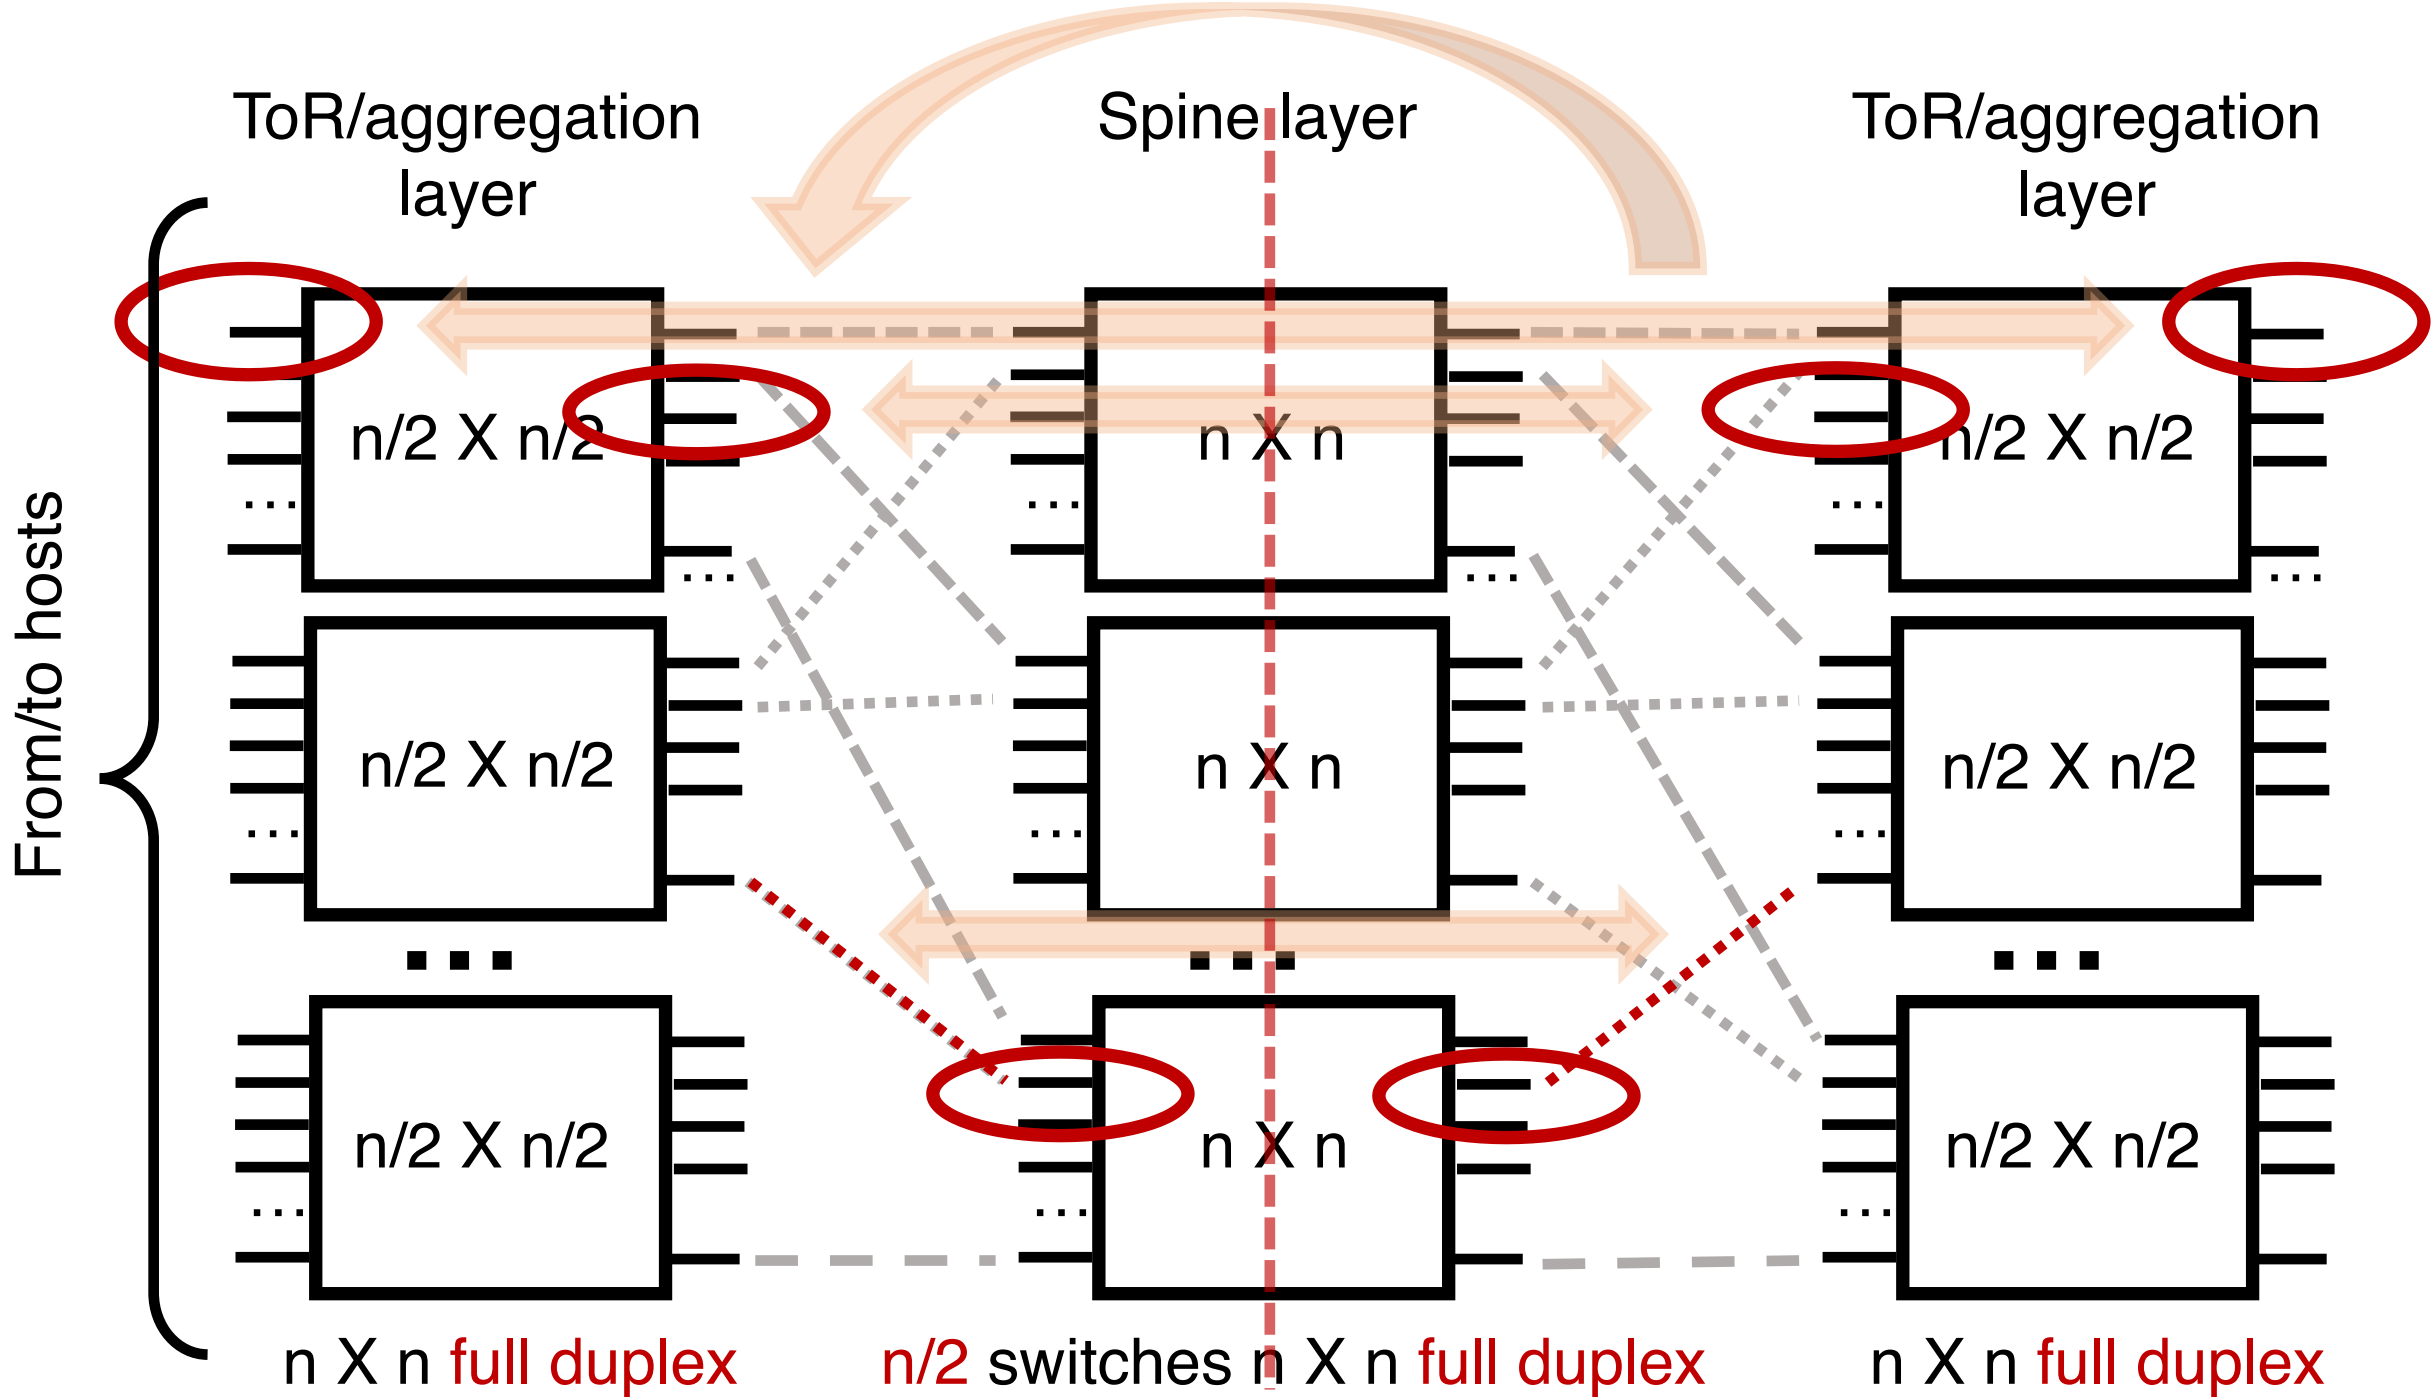 ToR/aggregation
layer
Spine layer
ToR/aggregation
layer
From/to hosts
n/2 X n/2
n X n
n/2 X n/2
...
...
...
...
...
...
n/2 X n/2
n X n
n/2 X n/2
...
...
...
...
...
...
n/2 X n/2
n X n
n/2 X n/2
...
...
...
n X n full duplex
n/2 switches n X n full duplex
n X n full duplex